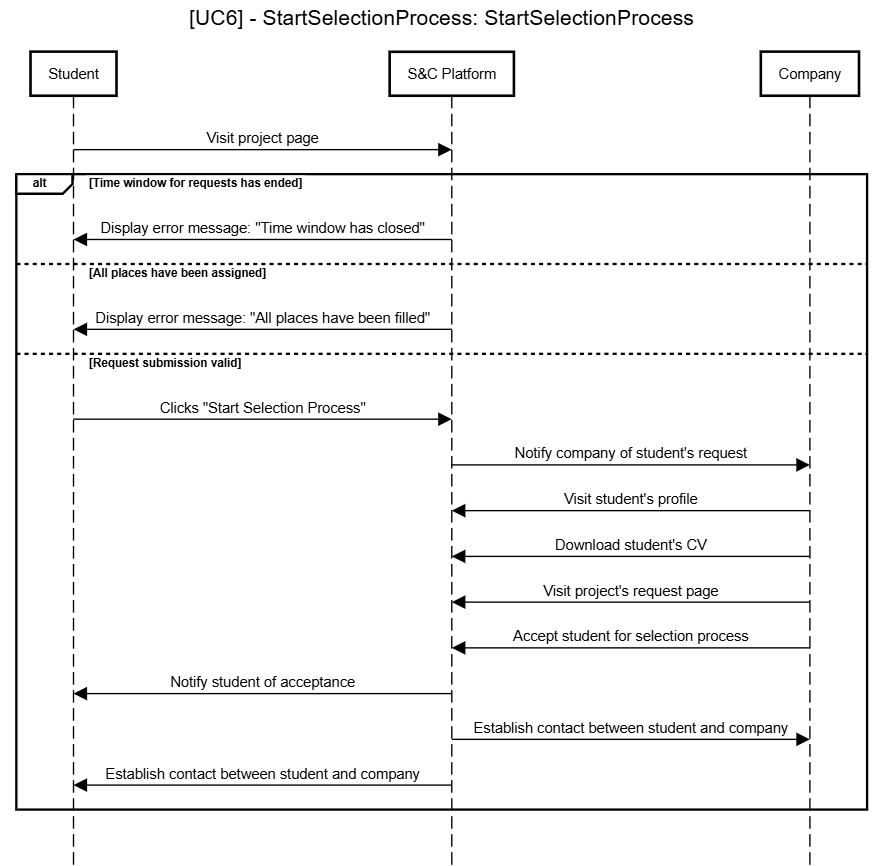 [UC6] - StartSelectionProcess: StartSelectionProcess
Student
S&C Platform
Company
Visit project page
alt
[Time window for requests has ended]
Display error message: "Time window has closed"
[All places have been assigned]
Display error message: "All places have been filled"
[Request submission valid]
Clicks "Start Selection Process"
Notify company of student's request
Visit student's profile
Download student's CV
Visit project's request page
Accept student for selection process
Notify student of acceptance
Establish contact between student and company
Establish contact between student and company